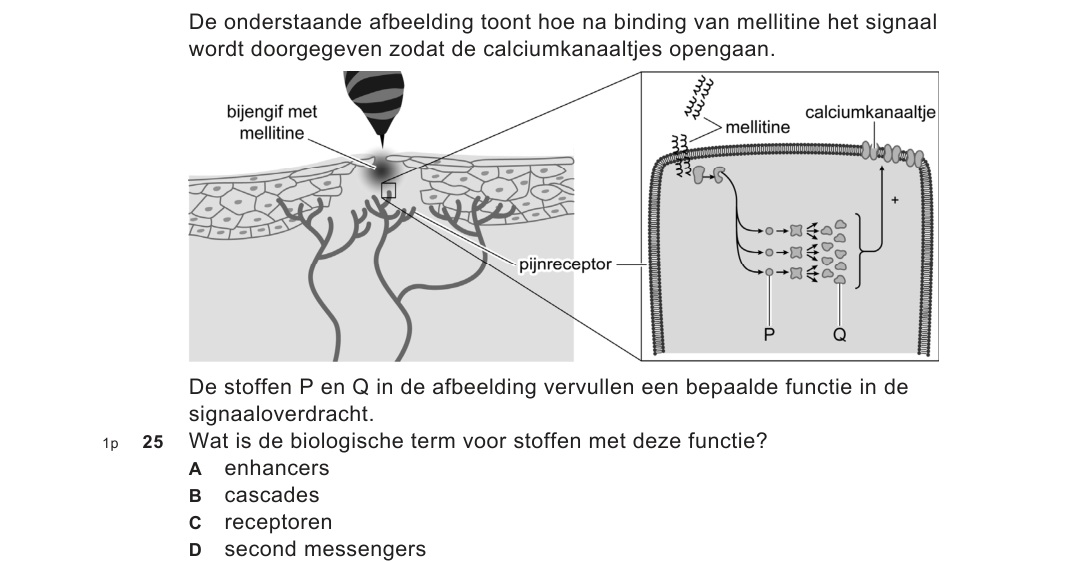 De onderstaande afbeelding toont hoe na binding van mellitine het signaal
wordt doorgegeven zodat de calciumkanaaltjes opengaan.
bijengif met
mellitine
calciumkanaaltje
mellitine
+
pijnreceptor
P
Q
De stoffen P en Q in de afbeelding vervullen een bepaalde functie in de
signaaloverdracht.
1p 25 Wat is de biologische term voor stoffen met deze functie?
A enhancers
B cascades
C receptoren
D second messengers